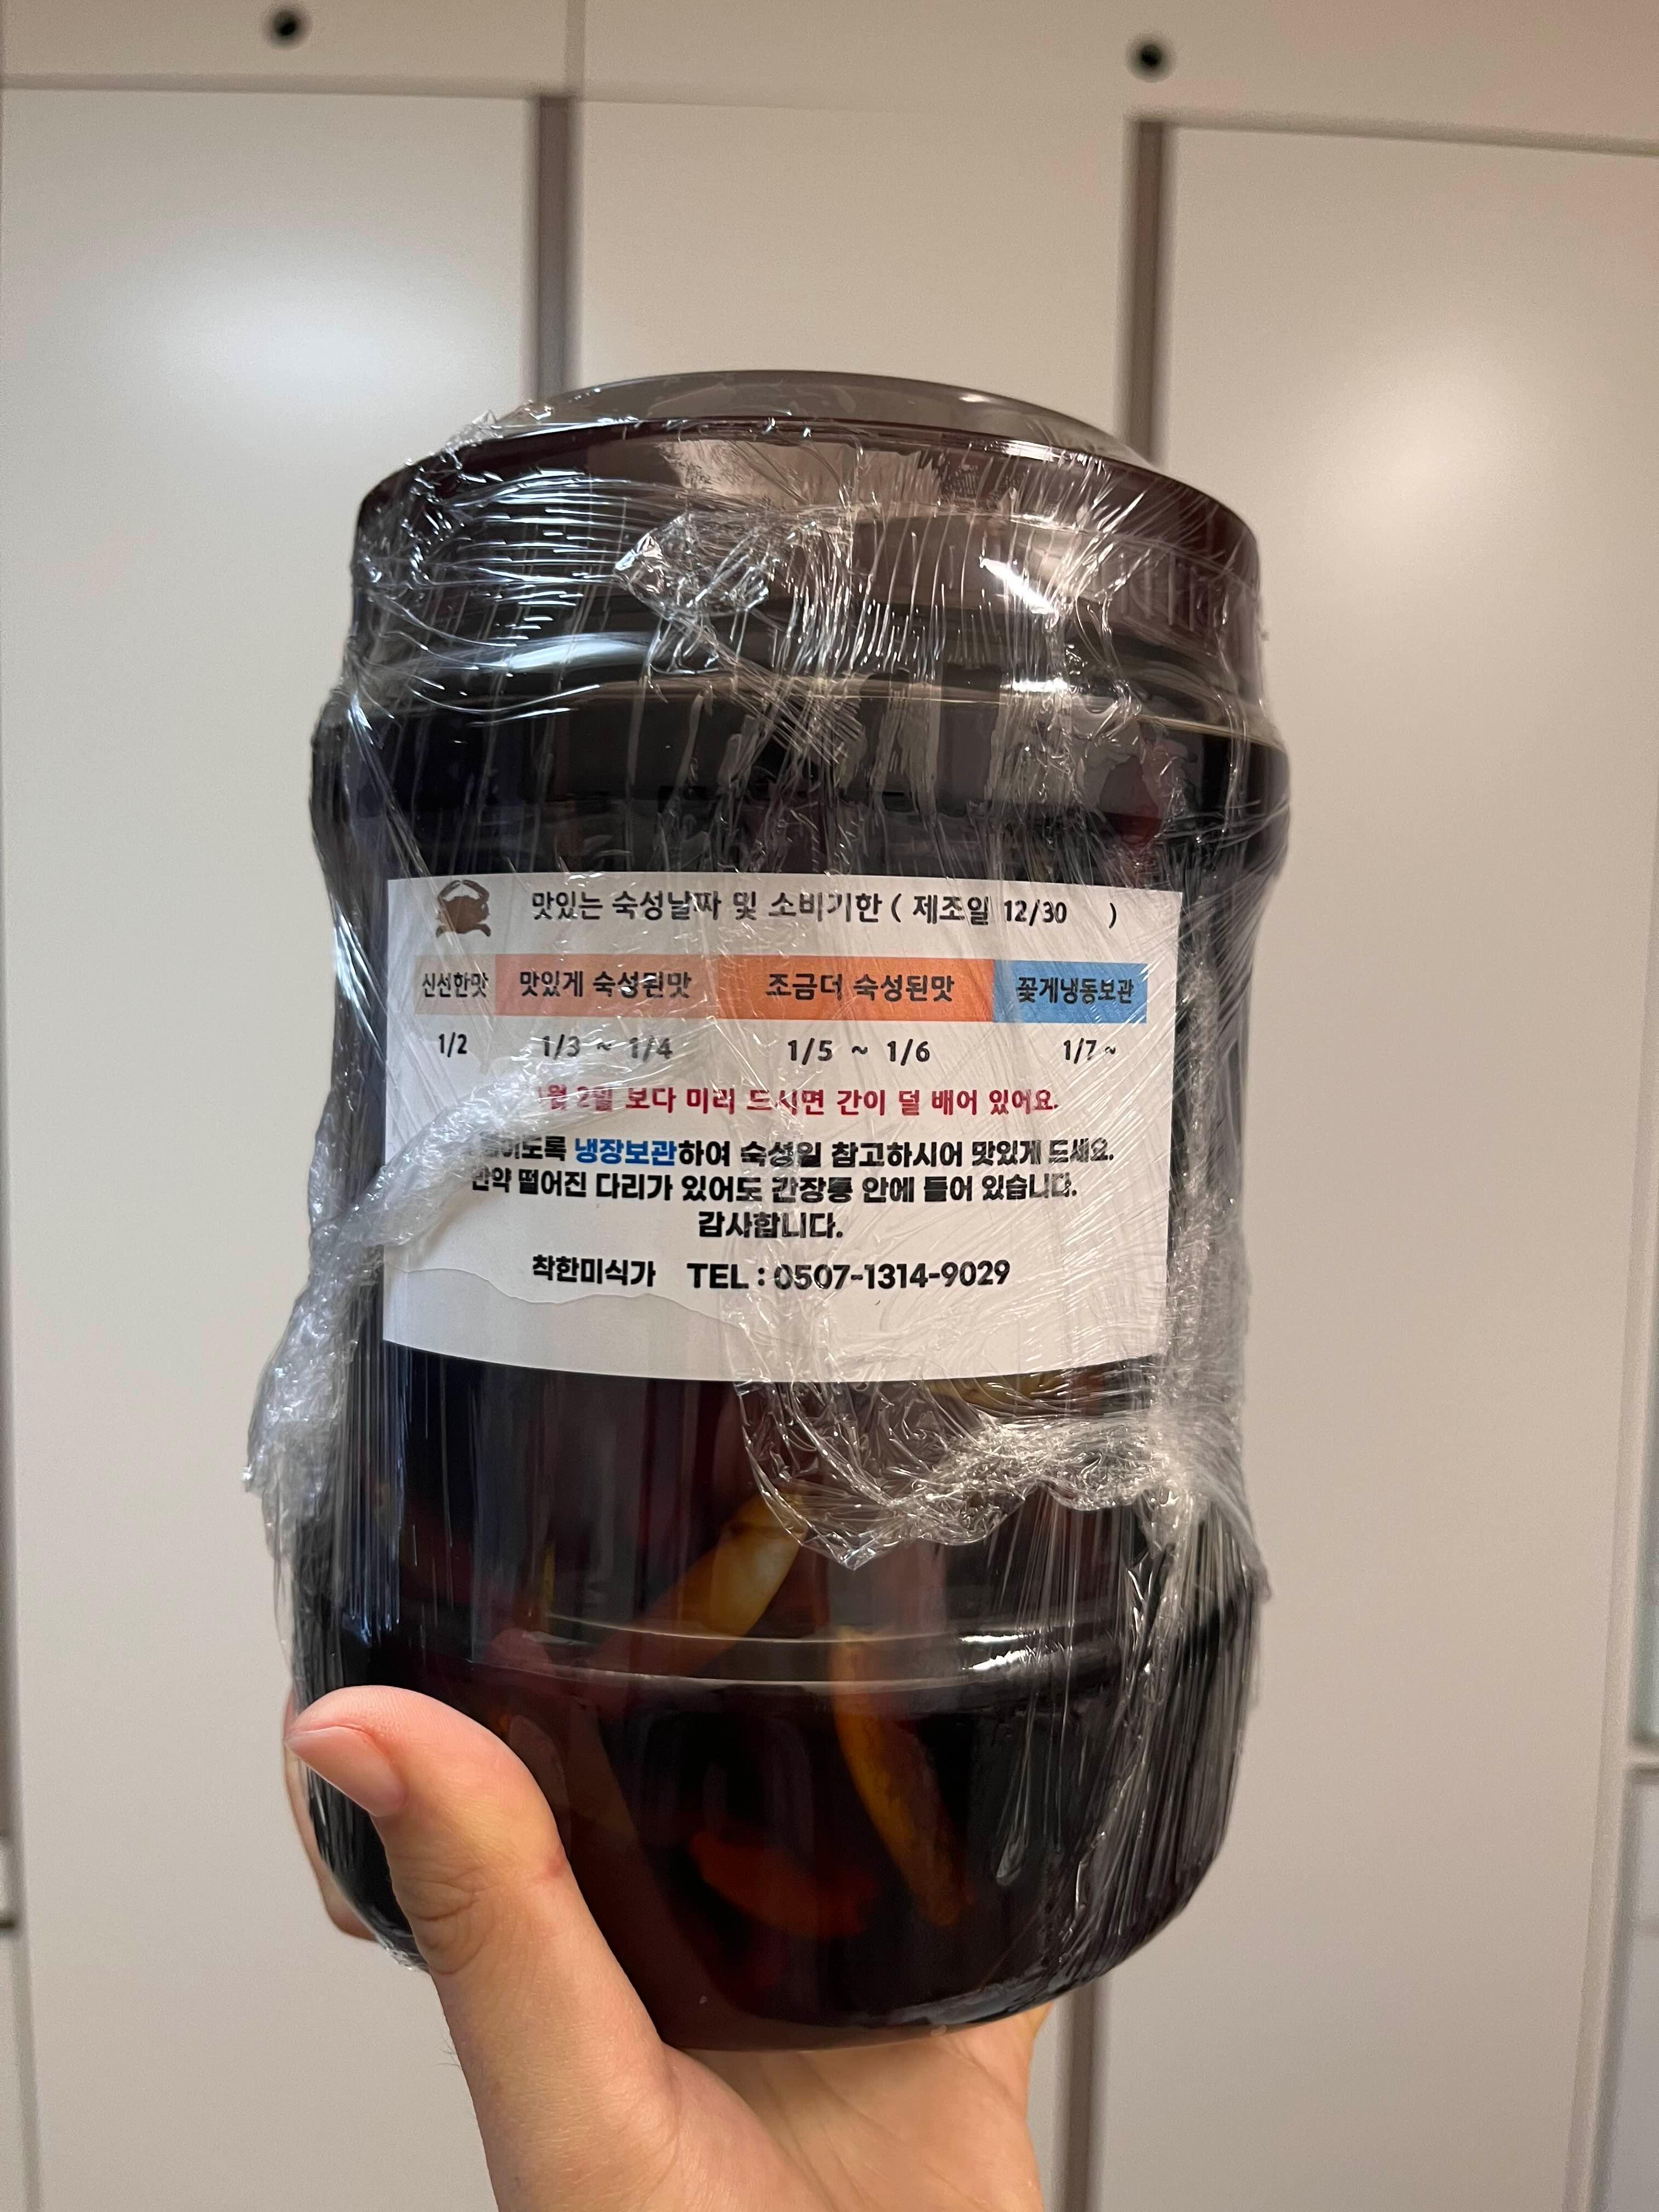 맛있는 숙성날짜 및 소비기한 ( 제조일 12/30 )
신선한맛 맛있게 숙성된맛 조금더 숙성된맛 꽃게냉동보관
1/2 1/3 ~ 1/4 1/5 ~ 1/6 1/7 ~
1월 2일 보다 미리 드시면 간이 덜 배어 있어요.
냉장보관하여 숙성일 참고하시어 맛있게 드세요.
만약 떨어진 다리가 있어도 간장통 안에 들어 있습니다.
감사합니다.
착한미식가 TEL : 0507-1314-9029